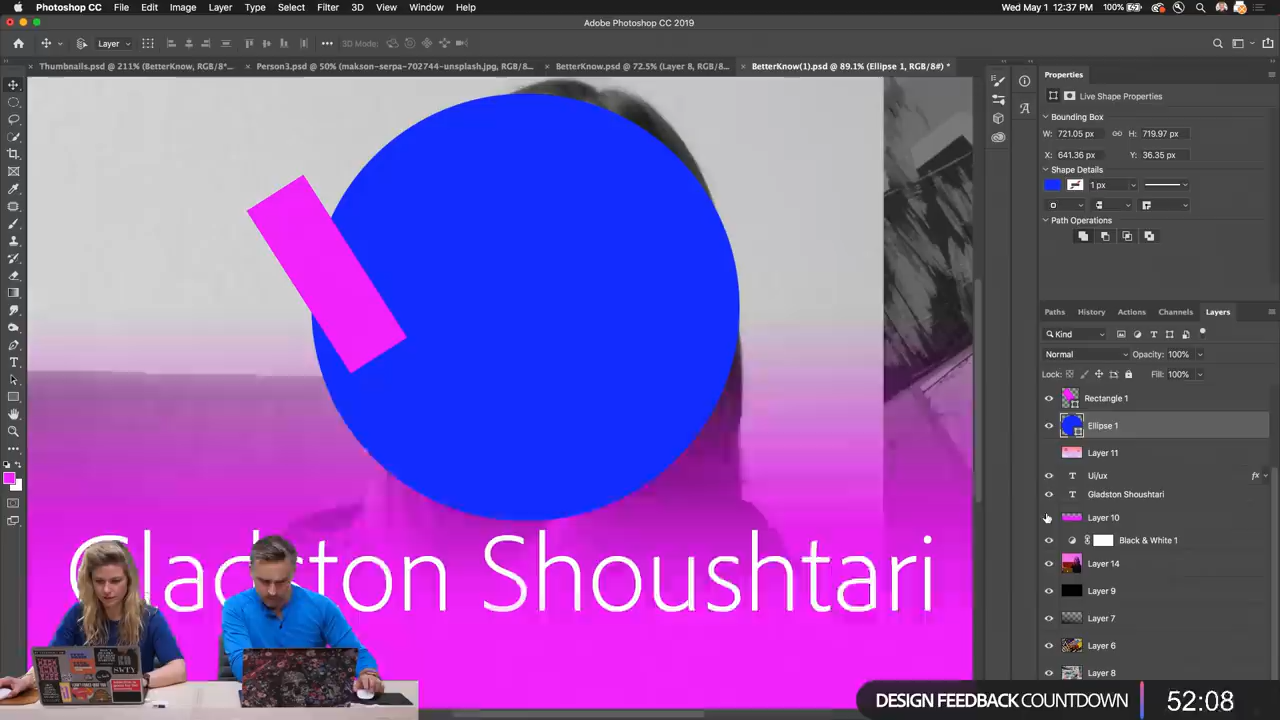 Photoshop CC File Edit Image Layer Type Select Filter 3D View Window Help 100% Wed May 1 12:37 PM
Adobe Photoshop CC 2019
Layer 3D Mode:
Thumbnails.psd @ 211% (BetterKnow, RGB/8*... Person3.psd @ 50% (makson-serpa-702744-unsplash.jpg, RGB/8... BetterKnow.psd @ 72.5% (Layer 8, RGB/8... BetterKnow(1).psd @ 89.1% (Ellipse 1, RGB/8#) *
Properties
Live Shape Properties
Bounding Box
W: 721.05 px H: 719.97 px
X: 641.36 px Y: 36.35 px
Shape Details
1 px
Path Operations
Paths History Actions Channels Layers
Kind
Normal Opacity: 100%
Lock: Fill: 100%
Rectangle 1
Ellipse 1
Layer 11
Ui/ux fx
Gladston Shoushtari
Layer 10
Black & White 1
Layer 14
Layer 9
Layer 7
Layer 6
Layer 8
Gladston Shoushtari
SWTY
DESIGN FEEDBACK COUNTDOWN 52:08